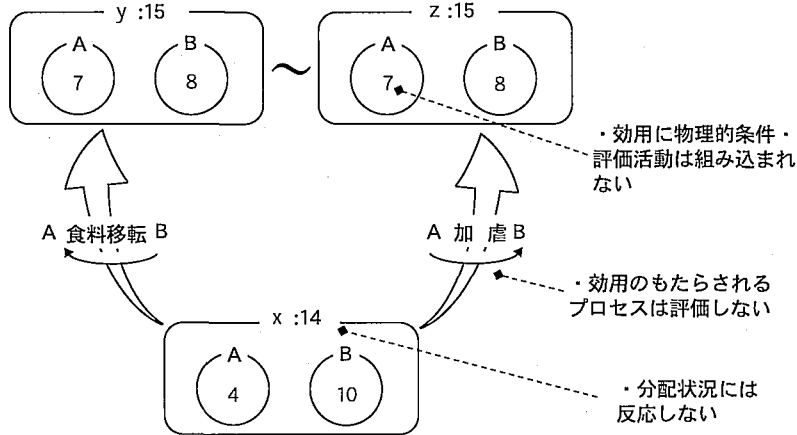 y :15
A
B
7
8
～
z :15
A
B
7
8
・効用に物理的条件・
評価活動は組み込まれ
ない
A 食料移転 B
A 加 虐 B
・効用のもたらされる
プロセスは評価しない
x :14
A
B
4
10
・分配状況には
反応しない